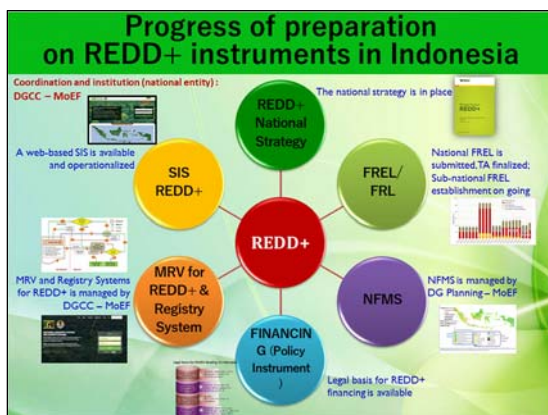 Progress of preparation
on REDD+ instruments in Indonesia
Coordination and institution (national entity) :
DGCC – MoEF
REDD+
National
Strategy
The national strategy is in place
REDD+
A web-based SIS is available
and operationalized
SIS
REDD+
FREL/
FRL
National FREL is
submitted, TA finalized;
Sub-national FREL
establishment on going
REDD+
MRV and Registry Systems
for REDD+ is managed by
DGCC – MoEF
MRV for
REDD+ &
Registry
System
NFMS
NFMS is managed by
DG Planning – MoEF
FINANCIN
G (Policy
Instrument
)
Legal basis for REDD+
financing is available